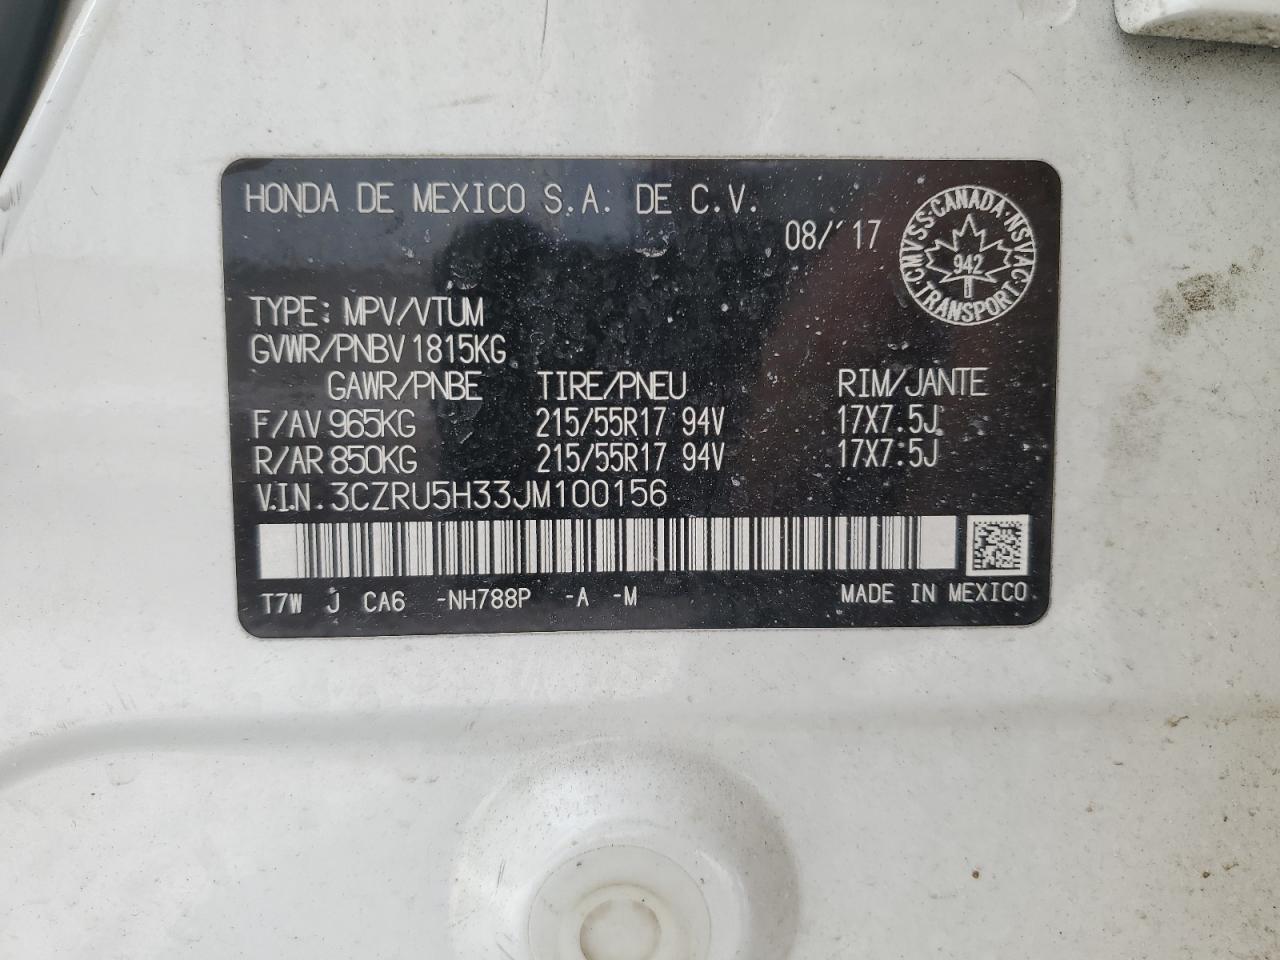 HONDA DE MEXICO S.A. DE C.V.
08/'17
CMVSS·CANADA·NSVAC·TRANSPORT·
942
TYPE: MPV/VTUM
GVWR/PNBV 1815KG
GAWR/PNBE TIRE/PNEU RIM/JANTE
F/AV 965KG 215/55R17 94V 17X7.5J
R/AR 850KG 215/55R17 94V 17X7.5J
V.I.N. 3CZRU5H33JM100156
T7W J CA6 -NH788P -A -M MADE IN MEXICO